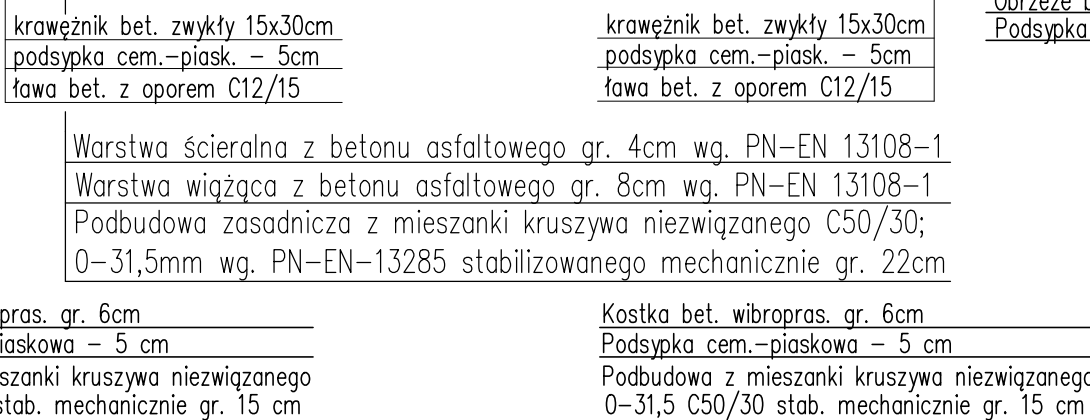 krawężnik bet. zwykły 15x30cm
podsypka cem.-piask. - 5cm
ława bet. z oporem C12/15
krawężnik bet. zwykły 15x30cm
podsypka cem.-piask. - 5cm
ława bet. z oporem C12/15
Podsypka
Warstwa ścieralna z betonu asfaltowego gr. 4cm wg. PN-EN 13108-1
Warstwa wiążąca z betonu asfaltowego gr. 8cm wg. PN-EN 13108-1
Podbudowa zasadnicza z mieszanki kruszywa niezwiązanego C50/30;
0-31,5mm wg. PN-EN-13285 stabilizowanego mechanicznie gr. 22cm
pras. gr. 6cm
iaskowa - 5 cm
szanki kruszywa niezwiązanego
stab. mechanicznie gr. 15 cm
Kostka bet. wibropras. gr. 6cm
Podsypka cem.-piaskowa - 5 cm
Podbudowa z mieszanki kruszywa niezwiązanego
0-31,5 C50/30 stab. mechanicznie gr. 15 cm